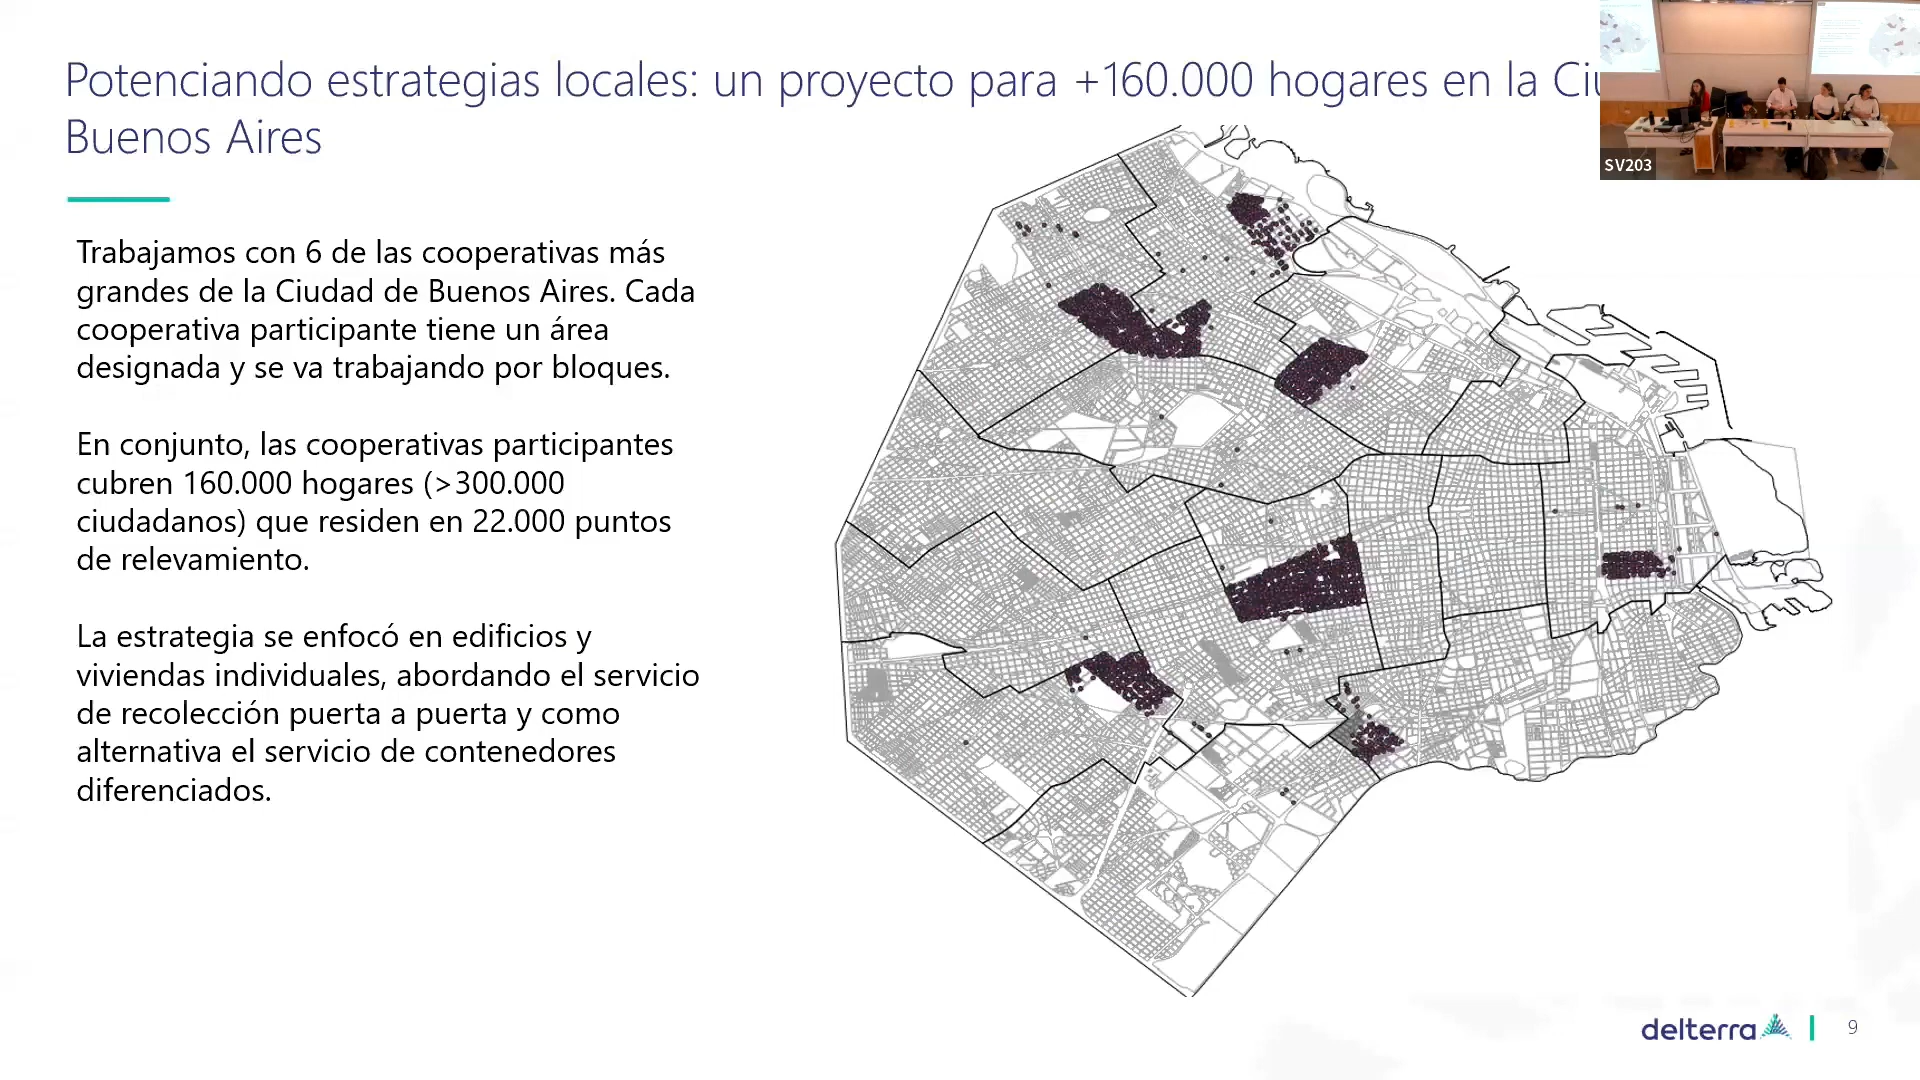 Potenciando estrategias locales: un proyecto para +160.000 hogares en la Ciu
Buenos Aires
SV203
Trabajamos con 6 de las cooperativas más
grandes de la Ciudad de Buenos Aires. Cada
cooperativa participante tiene un área
designada y se va trabajando por bloques.
En conjunto, las cooperativas participantes
cubren 160.000 hogares (>300.000
ciudadanos) que residen en 22.000 puntos
de relevamiento.
La estrategia se enfocó en edificios y
viviendas individuales, abordando el servicio
de recolección puerta a puerta y como
alternativa el servicio de contenedores
diferenciados.
delterra
9